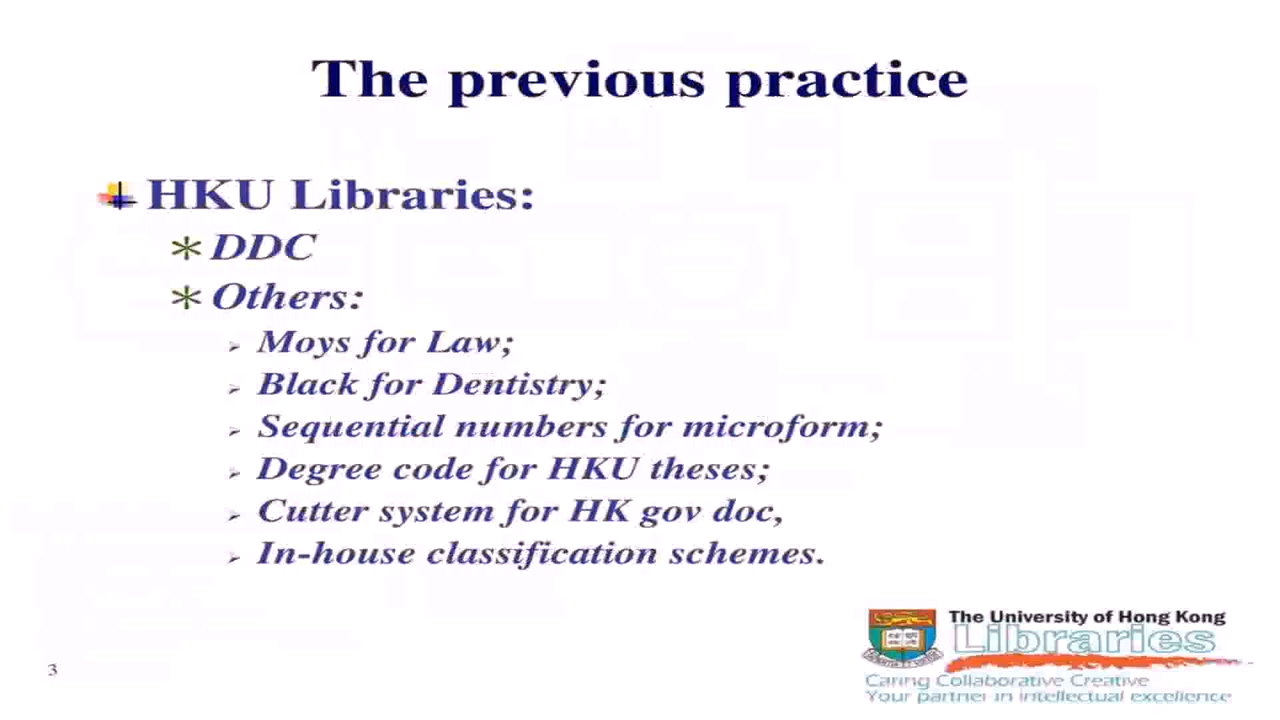 The previous practice
HKU Libraries:
DDC
Others:
Moys for Law;
Black for Dentistry;
Sequential numbers for microform;
Degree code for HKU theses;
Cutter system for HK gov doc,
In-house classification schemes.
The University of Hong Kong
Libraries
Caring Collaborative Creative
Your partner in intellectual excellence
3